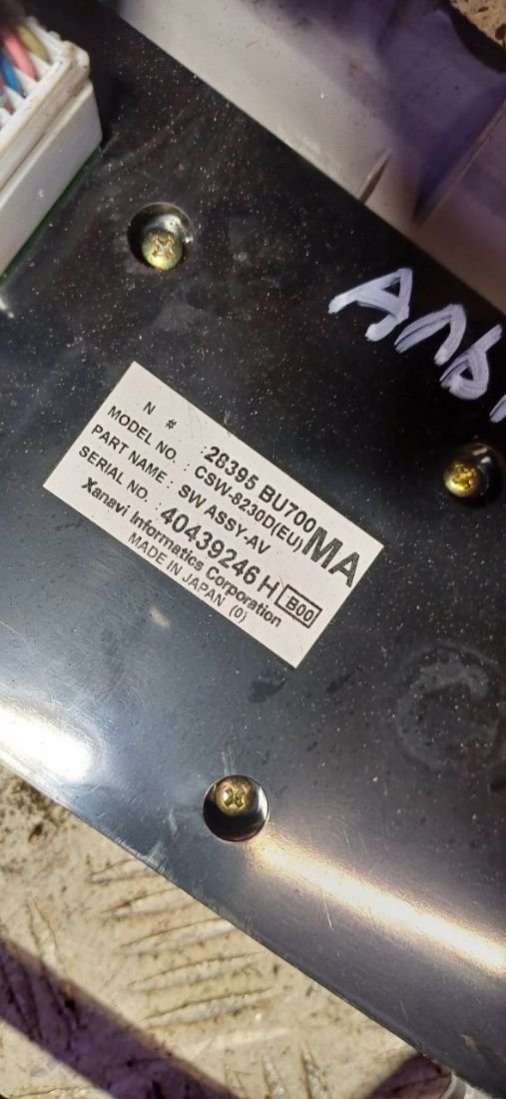 АЛЬ
N # : 28395 BU700
MODEL NO. : CSW-8230D(EU)
PART NAME : SW ASSY-AV
MA
SERIAL NO. : 40439246 H B00
Xanavi Informatics Corporation
MADE IN JAPAN (0)